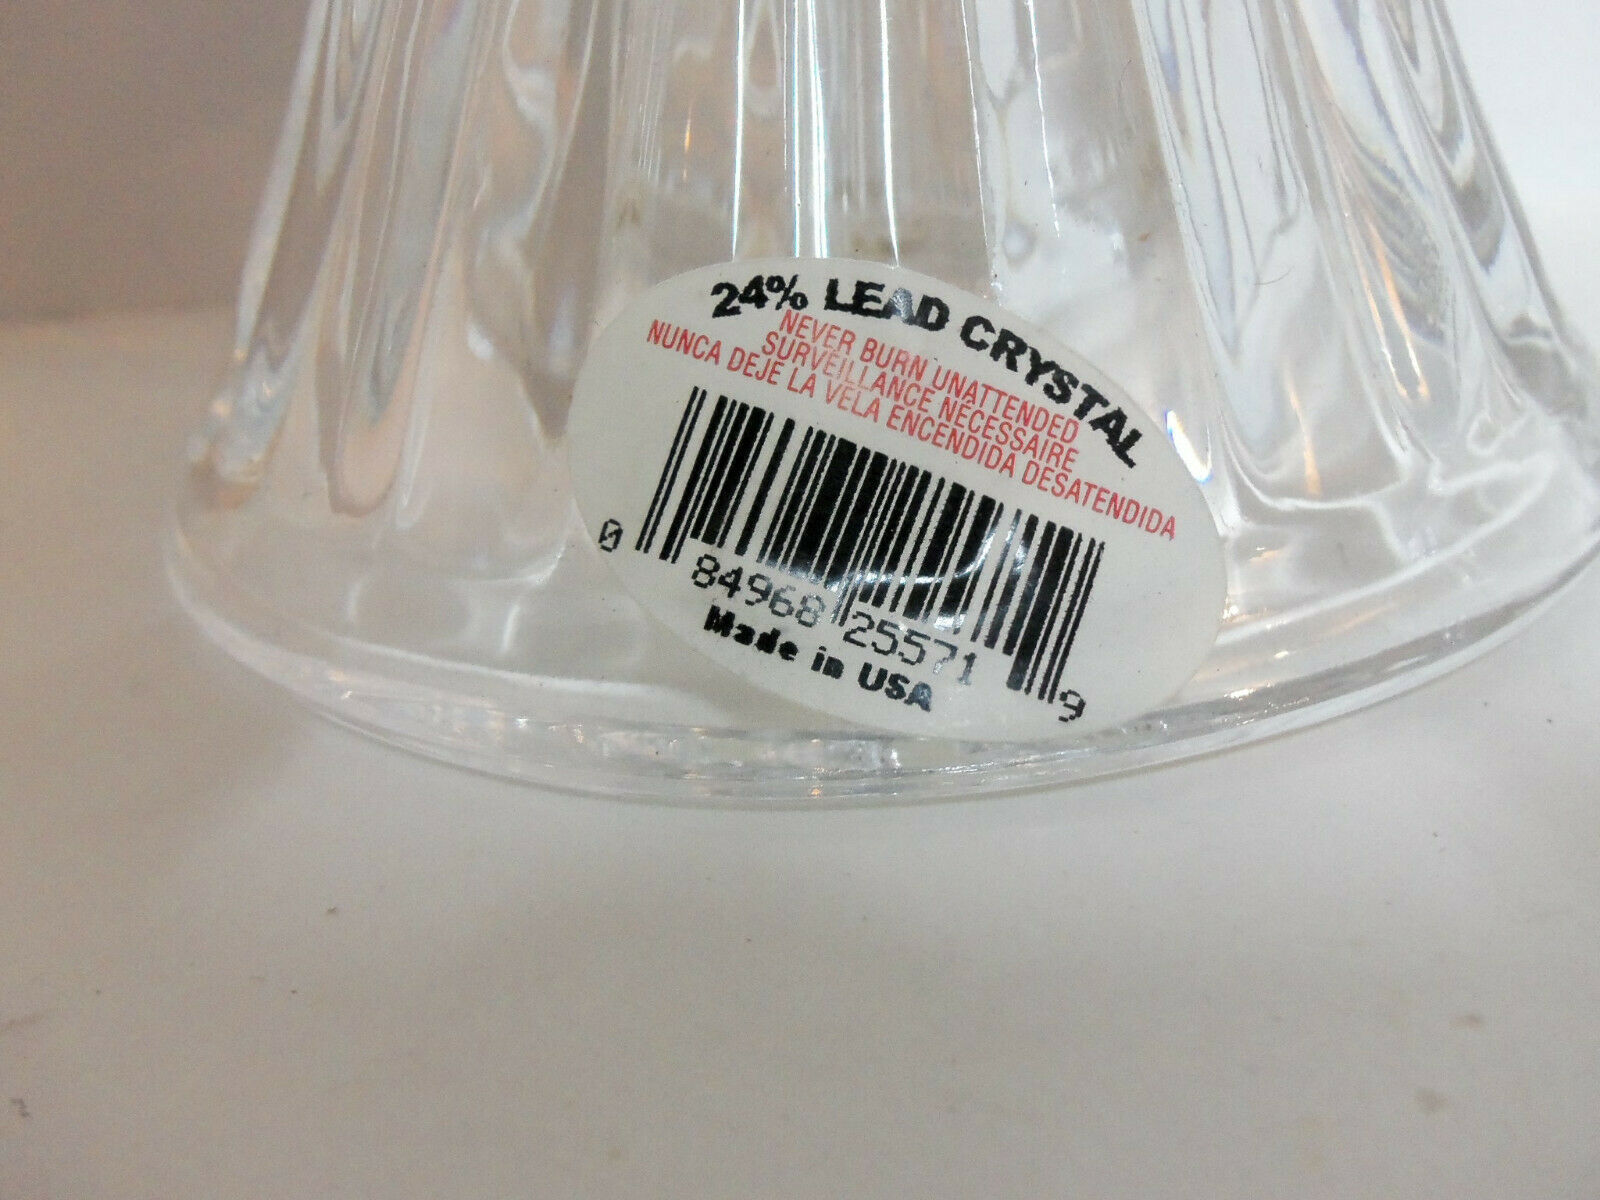 24% LEAD CRYSTAL
NEVER BURN UNATTENDED
SURVEILLANCE NÉCESSAIRE
NUNCA DEJE LA VELA ENCENDIDA DESATENDIDA
0 84968 25571 9
Made in USA